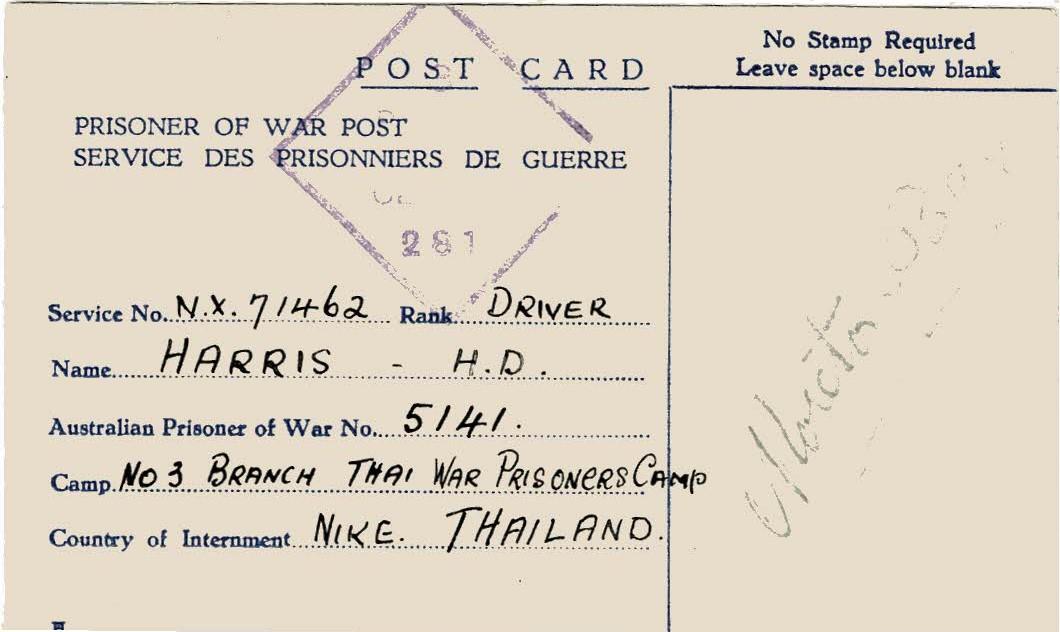 POST CARD
No Stamp Required
Leave space below blank
PRISONER OF WAR POST
SERVICE DES PRISONNIERS DE GUERRE
281
Service No. N.X. 71462 Rank DRIVER
Name HARRIS - H.D.
Australian Prisoner of War No. 5141.
Camp NO 3 BRANCH THAI WAR PRISONERS CAMP
Country of Internment NIKE. THAILAND.